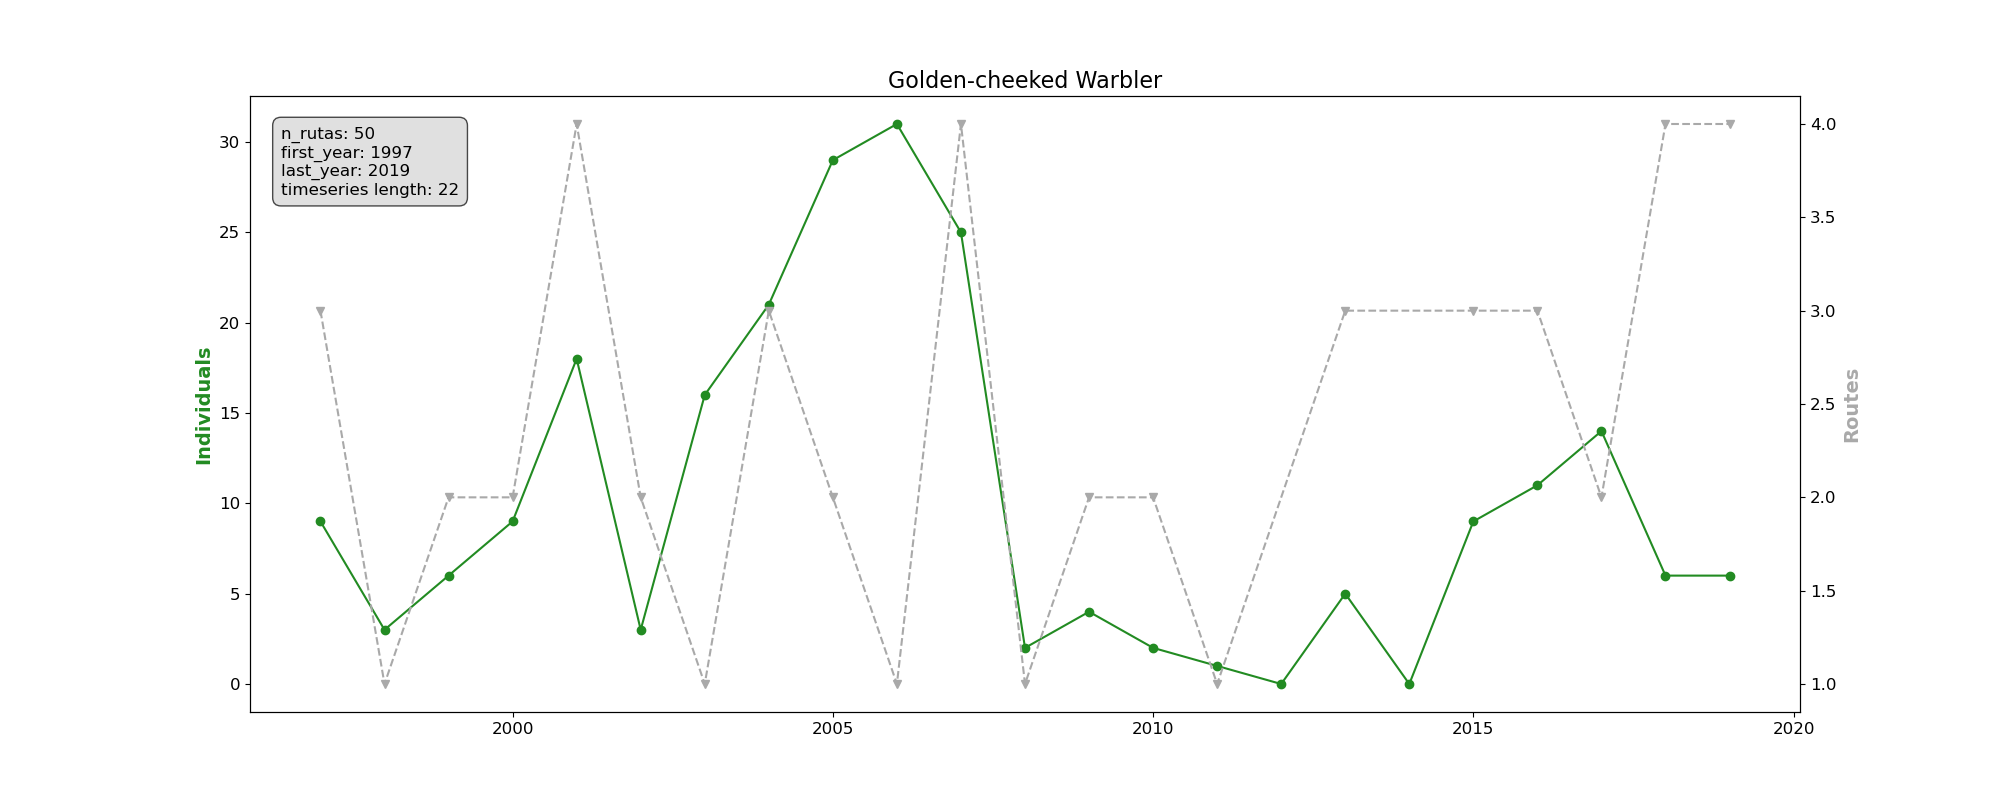 Golden-cheeked Warbler
n_rutas: 50
first_year: 1997
last_year: 2019
timeseries length: 22
Individuals
30
25
20
15
10
5
0
4.0
3.5
3.0
2.5
2.0
1.5
1.0
Routes
2000
2005
2010
2015
2020